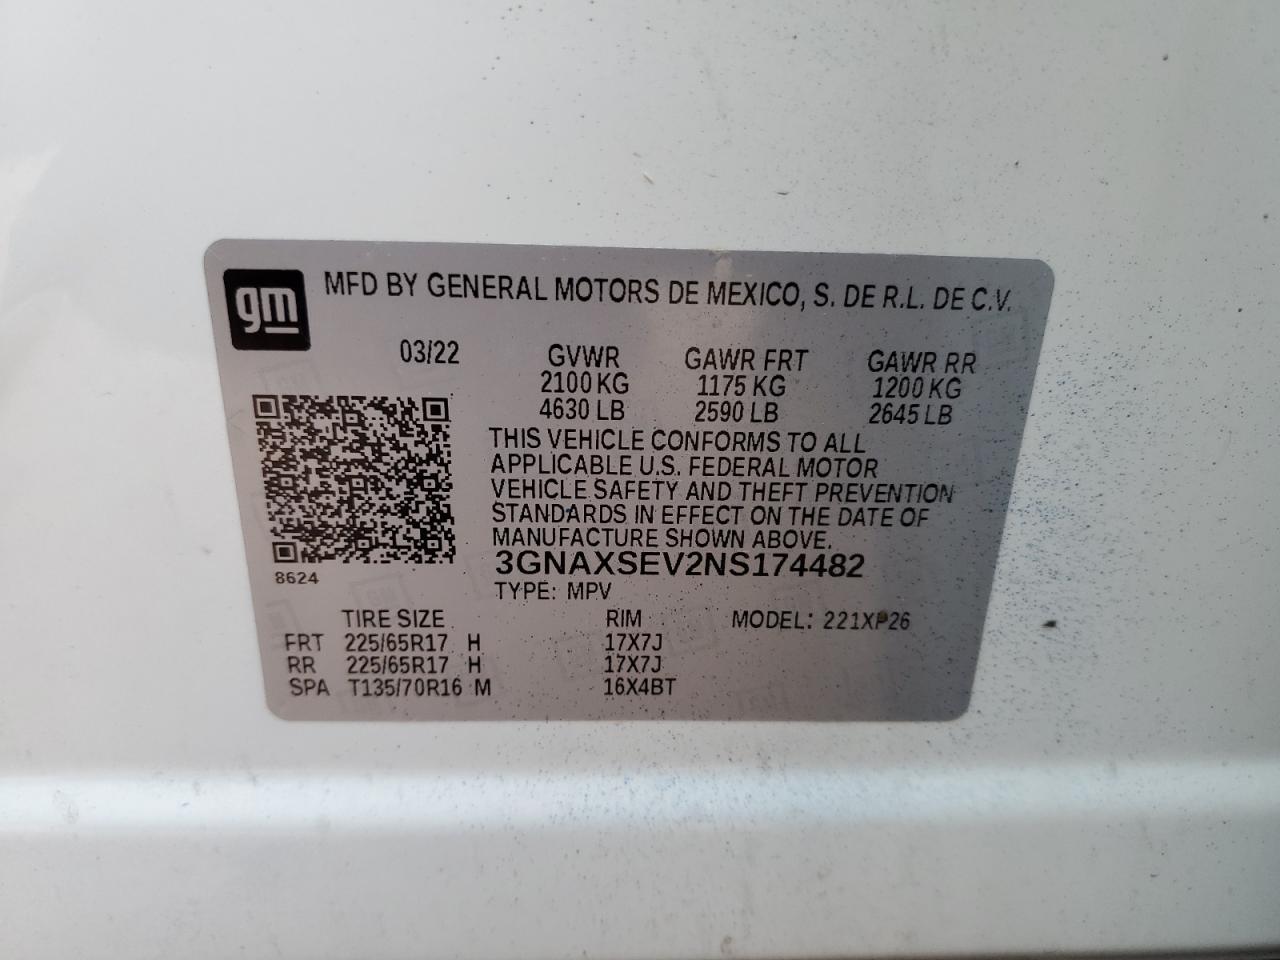 gm
MFD BY GENERAL MOTORS DE MEXICO, S. DE R.L. DE C.V.
03/22 GVWR GAWR FRT GAWR RR
2100 KG 1175 KG 1200 KG
4630 LB 2590 LB 2645 LB
THIS VEHICLE CONFORMS TO ALL
APPLICABLE U.S. FEDERAL MOTOR
VEHICLE SAFETY AND THEFT PREVENTION
STANDARDS IN EFFECT ON THE DATE OF
MANUFACTURE SHOWN ABOVE.
3GNAXSEV2NS174482
8624
TYPE: MPV
TIRE SIZE RIM MODEL: 221XP26
FRT 225/65R17 H 17X7J
RR 225/65R17 H 17X7J
SPA T135/70R16 M 16X4BT